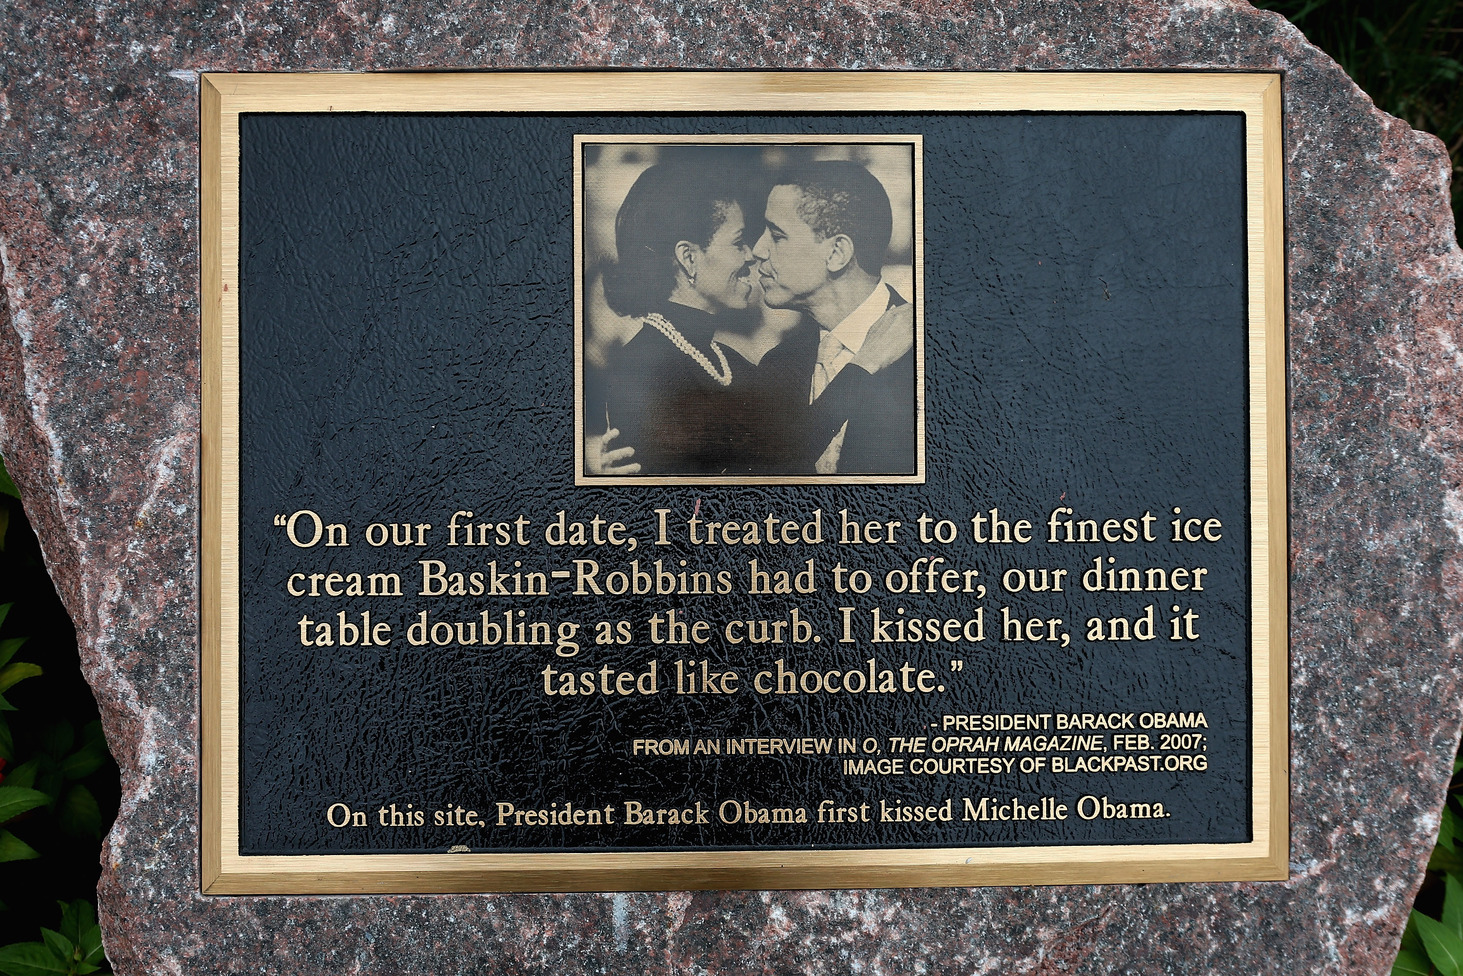 “On our first date, I treated her to the finest ice
cream Baskin-Robbins had to offer, our dinner
table doubling as the curb. I kissed her, and it
tasted like chocolate.”
- PRESIDENT BARACK OBAMA
FROM AN INTERVIEW IN O, THE OPRAH MAGAZINE, FEB. 2007;
IMAGE COURTESY OF BLACKPAST.ORG
On this site, President Barack Obama first kissed Michelle Obama.